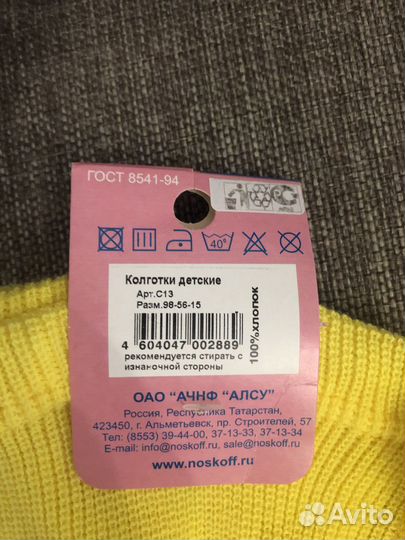 ГОСТ 8541-94
40°
Колготки детские
Арт.С13
Разм.98-56-15
4 604047 002889
рекомендуется стирать с
изнаночной стороны
100%хлопок
ОАО “АЧНФ “АЛСУ”
Россия, Республика Татарстан,
423450, г. Альметьевск, пр. Строителей, 57
Тел: (8553) 39-44-00, 37-13-33, 37-13-34
E-mail: info@noskoff.ru, sale@noskoff.ru
www.noskoff.ru
Avito